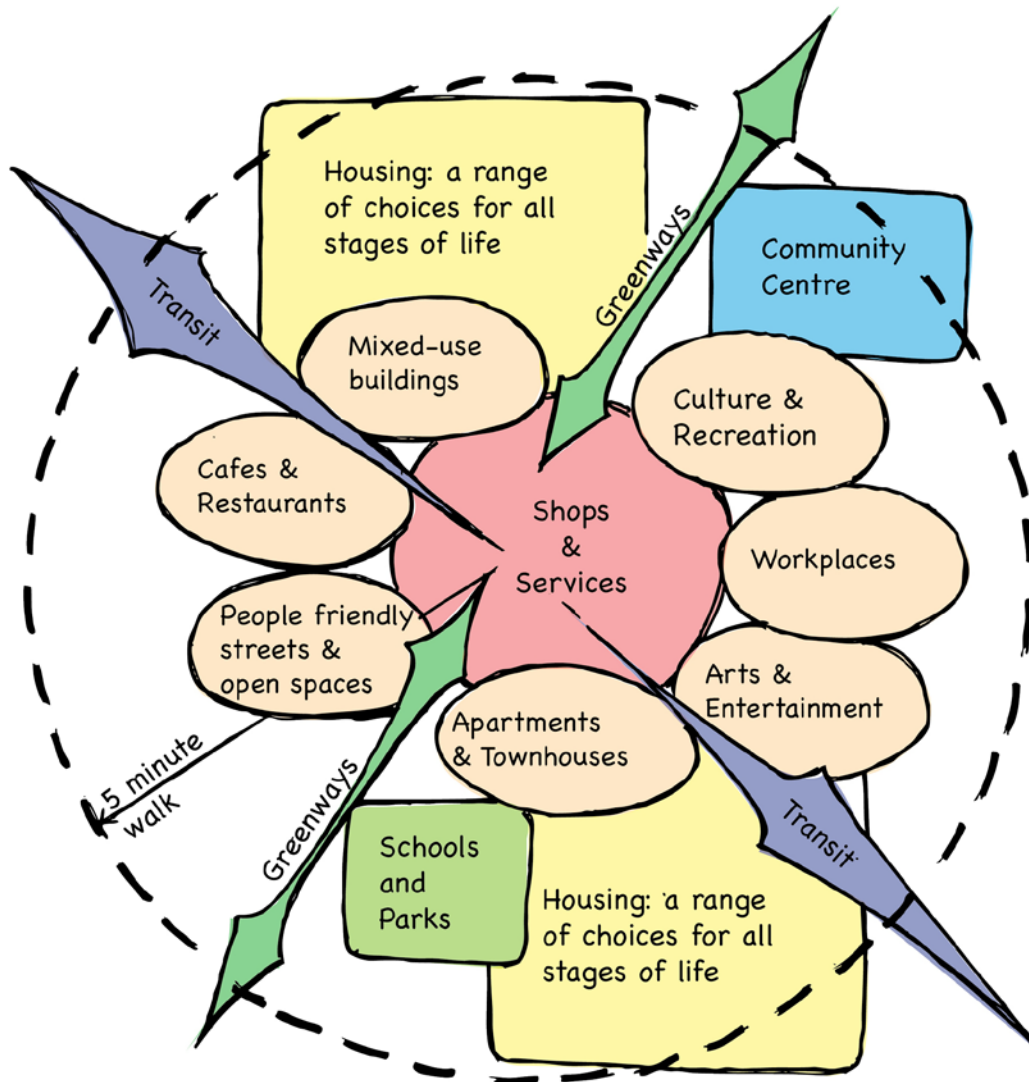 Housing: a range
of choices for all
stages of life
Greenways
Community
Centre
Transit
Mixed-use
buildings
Culture &
Recreation
Cafes &
Restaurants
Shops
&
Services
Workplaces
People friendly
streets &
open spaces
Arts &
Entertainment
Apartments
& Townhouses
5 minute
walk
Greenways
Transit
Schools
and
Parks
Housing: a range
of choices for all
stages of life